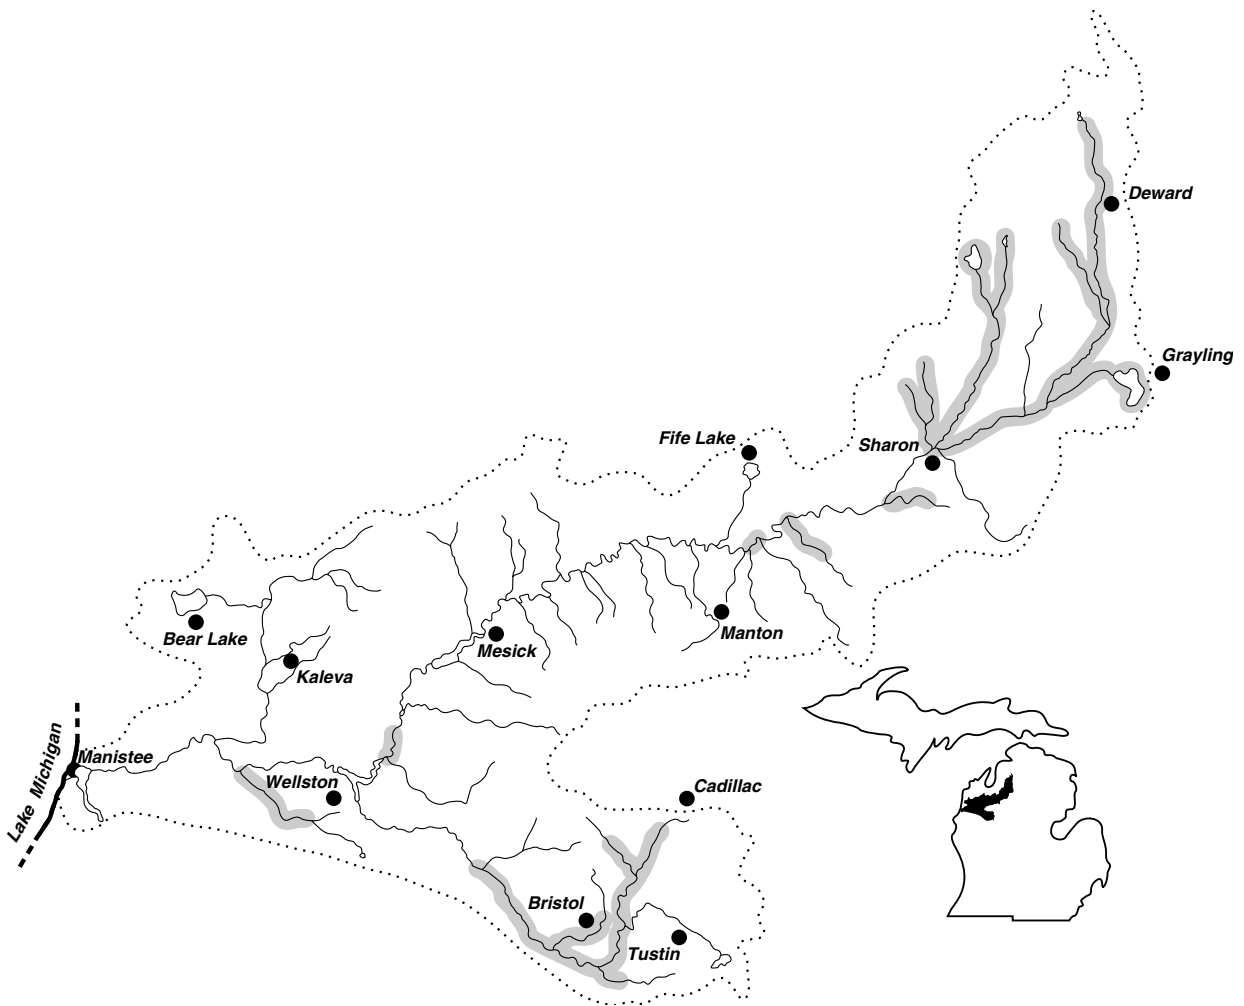 Deward
Grayling
Fife Lake
Sharon
Bear Lake
Mesick
Manton
Kaleva
Lake Michigan
Manistee
Wellston
Cadillac
Bristol
Tustin